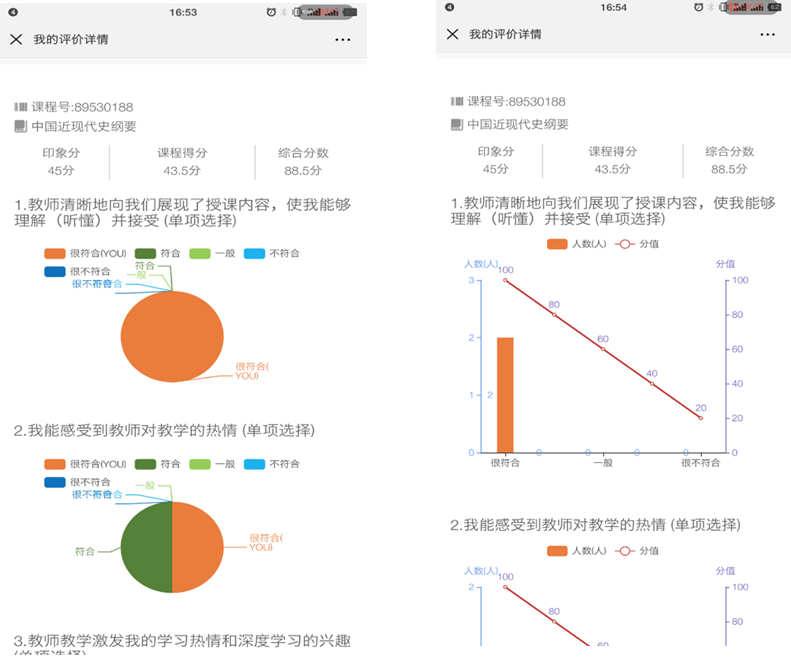 16:53
我的评价详情
课程号:89530188
中国近现代史纲要
印象分 课程得分 综合分数
45分 43.5分 88.5分
1.教师清晰地向我们展现了授课内容，使我能够
理解（听懂）并接受 (单项选择)
很符合(YOU) 符合 一般 不符合
很不符合
符合
一般
很不符合
很符合(
YOU)
2.我能感受到教师对教学的热情 (单项选择)
很符合(YOU) 符合 一般 不符合
很不符合
一般
很不符合
很符合(
YOU)
符合
3.教师教学激发我的学习热情和深度学习的兴趣
(单项选择)
16:54
62
我的评价详情
课程号:89530188
中国近现代史纲要
印象分 课程得分 综合分数
45分 43.5分 88.5分
1.教师清晰地向我们展现了授课内容，使我能够
理解（听懂）并接受 (单项选择)
人数(人) 分值
人数(人) 分值
3 100 100
80 80
2
60 60
40 40
1 2
20 20
0 0 0 0 0 0
很符合 一般 很不符合
2.我能感受到教师对教学的热情 (单项选择)
人数(人) 分值
人数(人) 分值
2 100 100
80 80
60